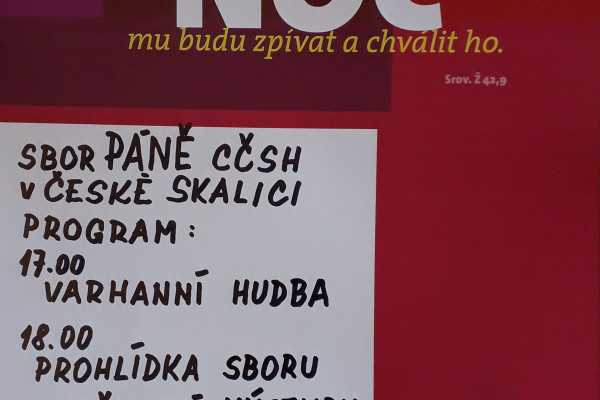 NOC
mu budu zpívat a chválit ho.
Srov. Ž 42,9
SBOR PÁNĚ CČSH
V ČESKÉ SKALICI
PROGRAM:
17.00
VARHANNÍ HUDBA
18.00
PROHLÍDKA SBORU